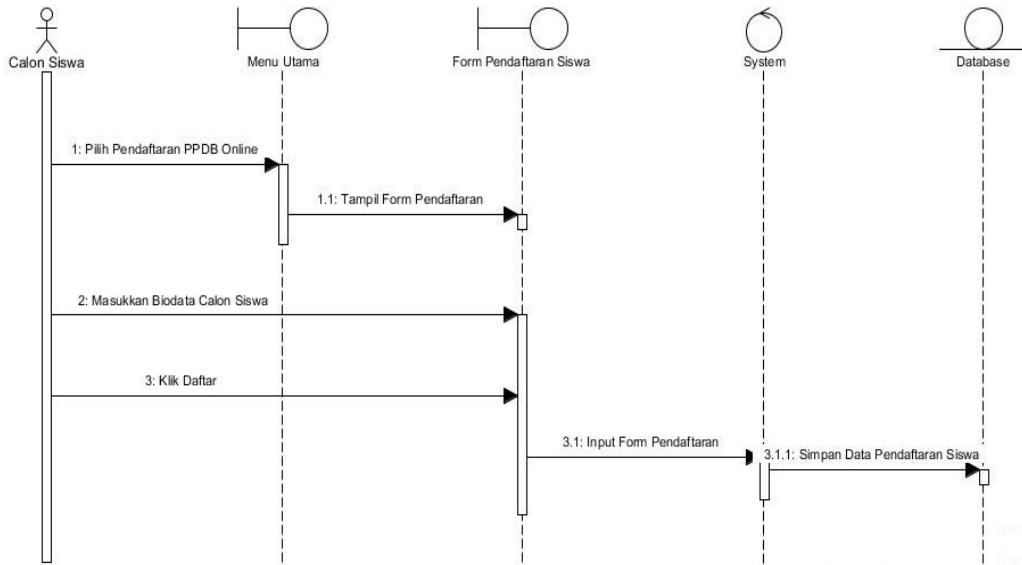 Calon Siswa
Menu Utama
Form Pendaftaran Siswa
System
Database
1: Pilih Pendaftaran PPDB Online
1.1: Tampil Form Pendaftaran
2: Masukkan Biodata Calon Siswa
3: Klik Daftar
3.1: Input Form Pendaftaran
3.1.1: Simpan Data Pendaftaran Siswa